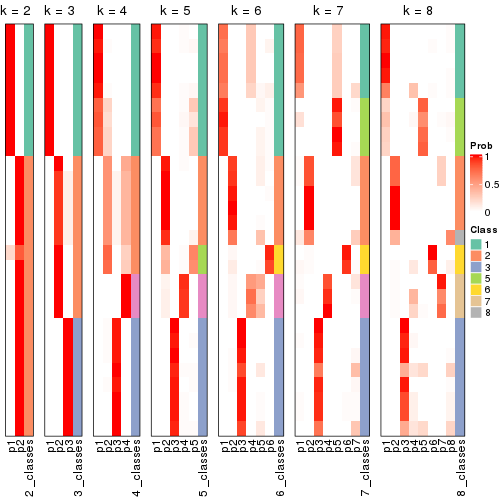 k = 2 k = 3 k = 4 k = 5 k = 6 k = 7 k = 8
Prob
1
0.5
0
Class
1
2
3
5
6
7
8
p1 p2 2_classes
p1 p2 p3 3_classes
p1 p2 p3 p4 4_classes
p1 p2 p3 p4 p5 5_classes
p1 p2 p3 p4 p5 p6 6_classes
p1 p2 p3 p4 p5 p6 p7 7_classes
p1 p2 p3 p4 p5 p6 p7 p8 8_classes